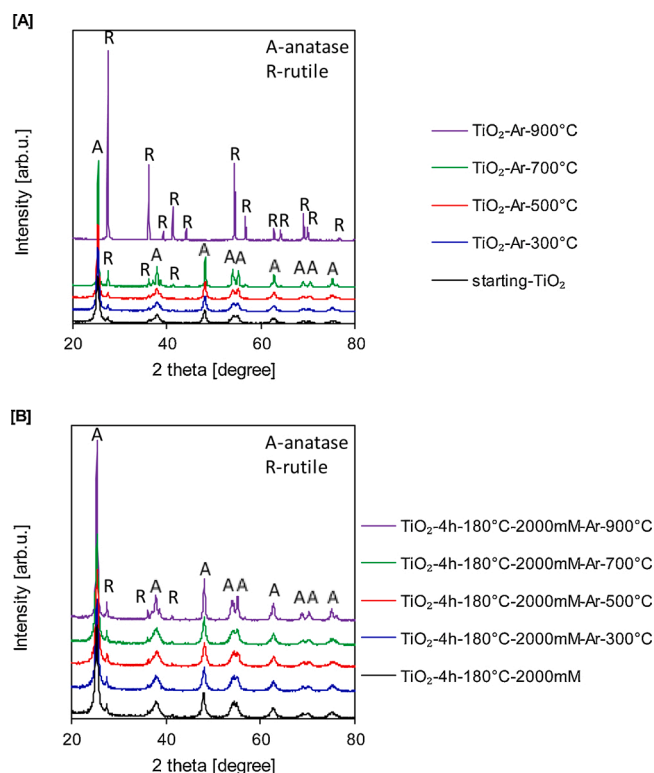 [A]
R
A-anatase
R-rutile
A
R
R
R
R
R
R
R R
R
R
R
R
A
R
R
A
A A
A
A A
A
Intensity [arb.u.]
20
40
60
80
2 theta [degree]
TiO₂-Ar-900°C
TiO₂-Ar-700°C
TiO₂-Ar-500°C
TiO₂-Ar-300°C
starting-TiO₂
[B]
A
A-anatase
R-rutile
R
R
A
R
A
A A
A
A A
A
Intensity [arb.u.]
20
40
60
80
2 theta [degree]
TiO₂-4h-180°C-2000mM-Ar-900°C
TiO₂-4h-180°C-2000mM-Ar-700°C
TiO₂-4h-180°C-2000mM-Ar-500°C
TiO₂-4h-180°C-2000mM-Ar-300°C
TiO₂-4h-180°C-2000mM